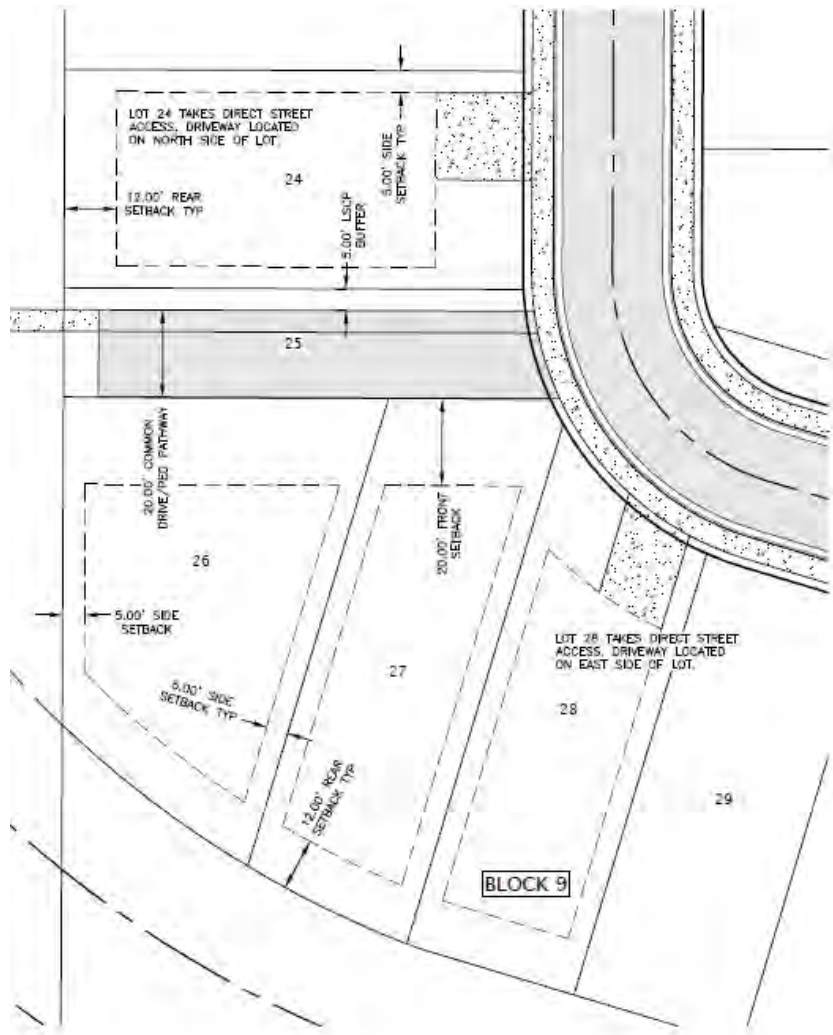 LOT 24 TAKES DIRECT STREET
ACCESS, DRIVEWAY LOCATED
ON NORTH SIDE OF LOT.
24
5.00' SIDE
SETBACK TYP
12.00' REAR
SETBACK TYP
5.00' LSCP
BUFFER
25
20.00' COMMON
DRIVE/PED PATHWAY
20.00' FRONT
SETBACK
26
5.00' SIDE
SETBACK
5.00' SIDE
SETBACK TYP
27
LOT 28 TAKES DIRECT STREET
ACCESS, DRIVEWAY LOCATED
ON EAST SIDE OF LOT.
28
12.00' REAR
SETBACK TYP
29
BLOCK 9